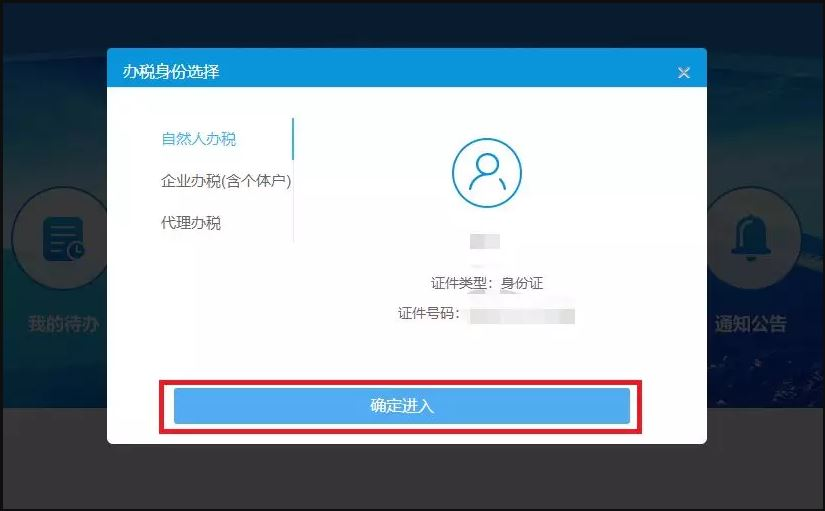 办税身份选择
自然人办税
企业办税(含个体户)
代理办税
证件类型：身份证
证件号码：
我的待办
通知公告
确定进入